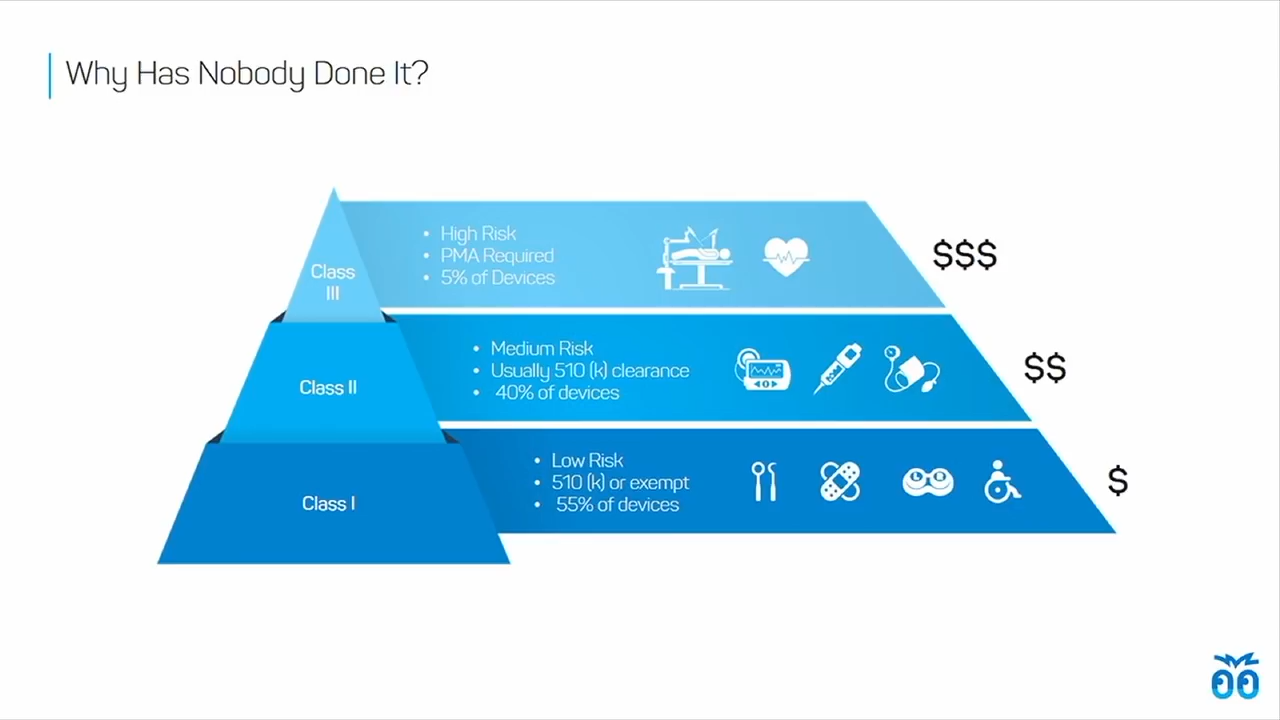 Why Has Nobody Done It?
Class
III
• High Risk
• PMA Required
• 5% of Devices
$$$
Class II
• Medium Risk
• Usually 510 (k) clearance
• 40% of devices
$$
Class I
• Low Risk
• 510 (k) or exempt
• 55% of devices
L R
$